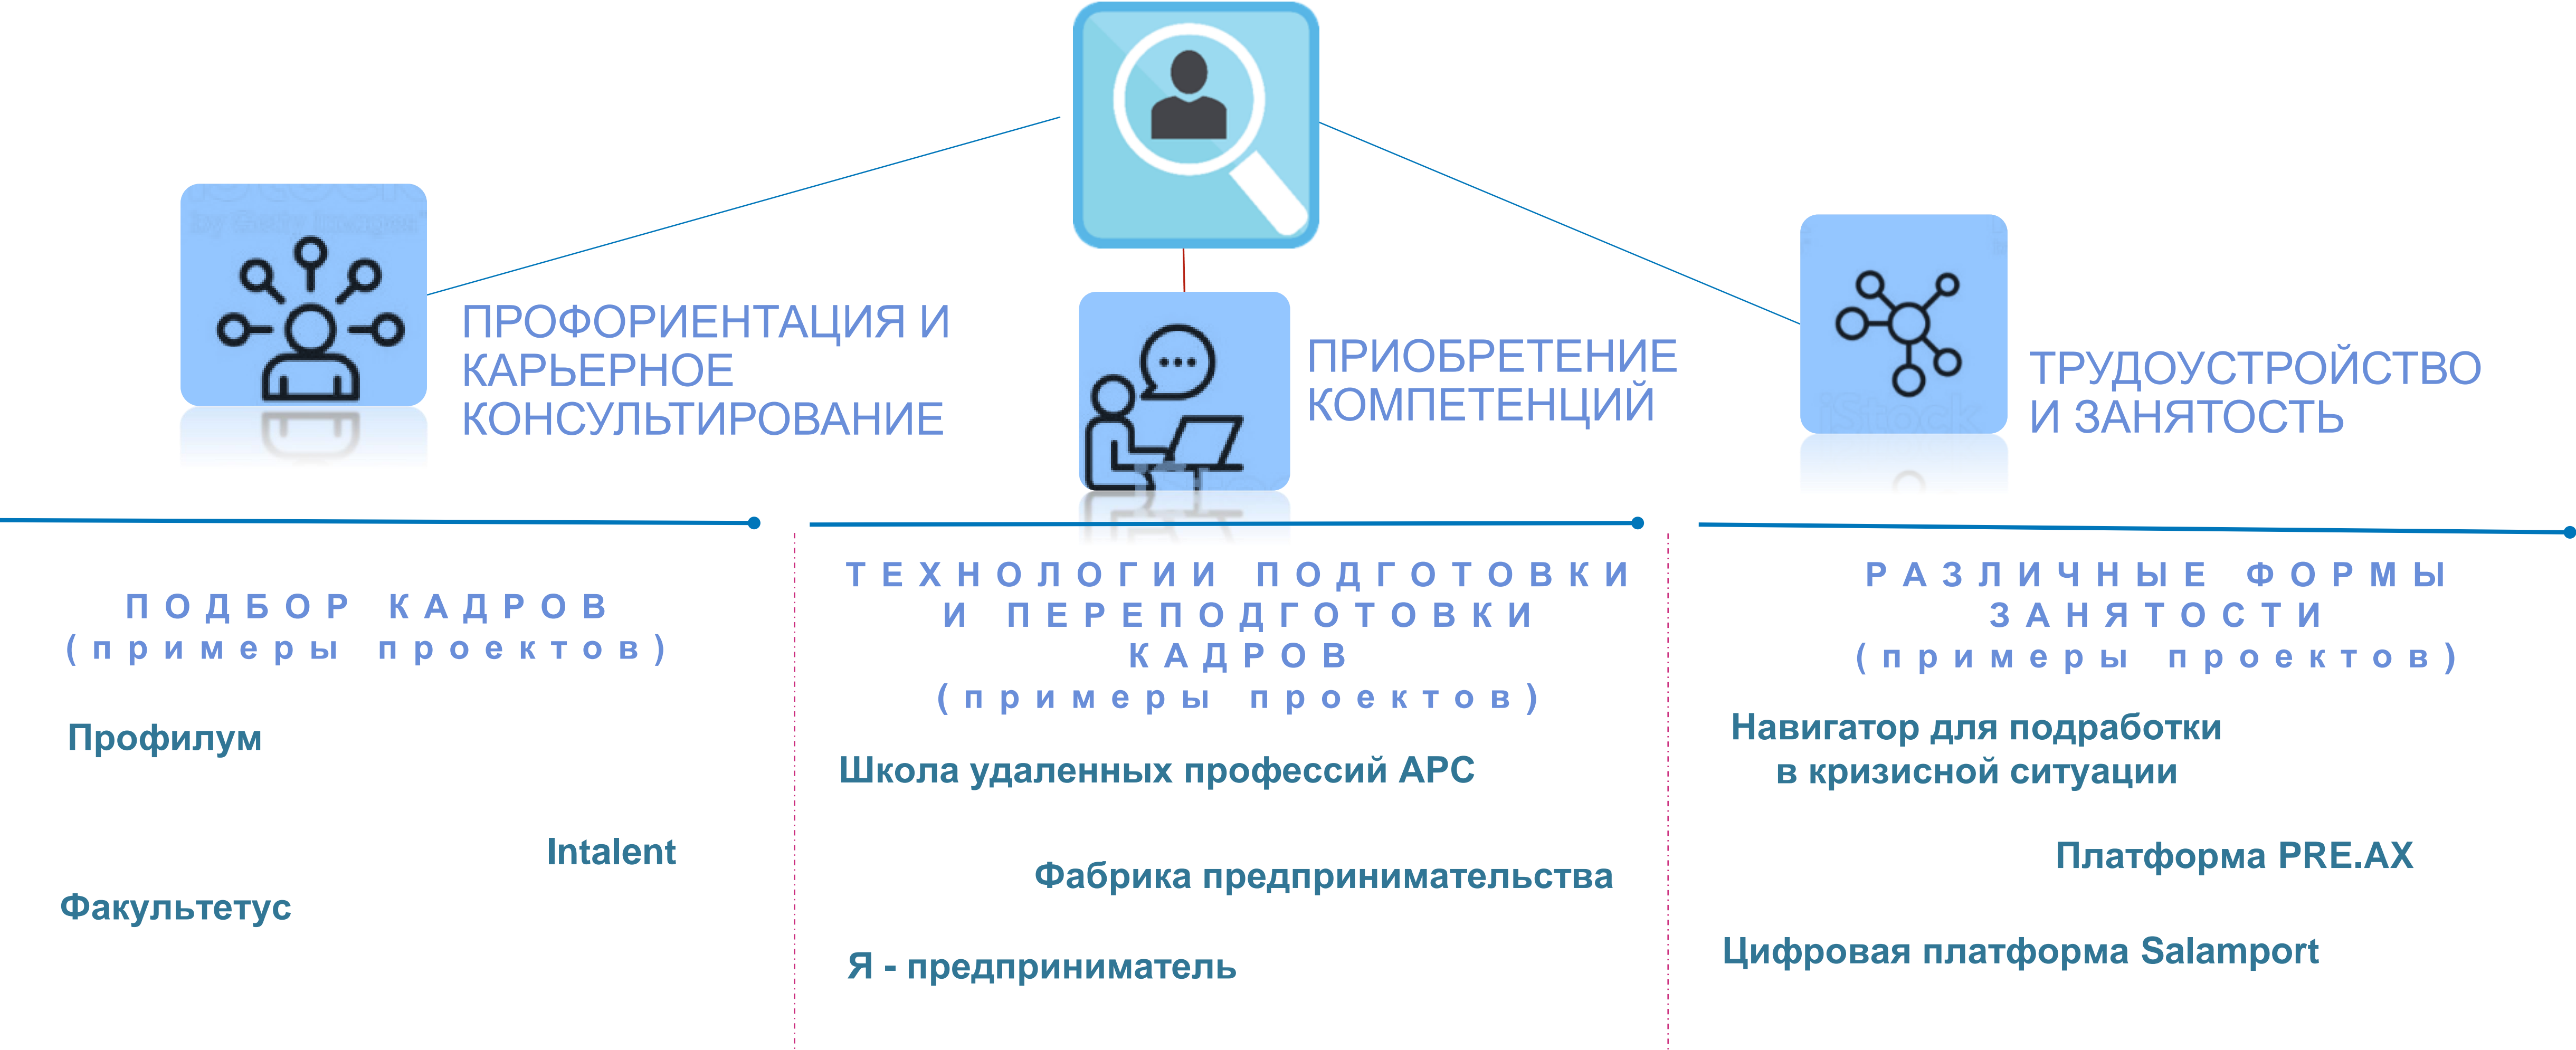 ПРОФОРИЕНТАЦИЯ И
КАРЬЕРНОЕ
КОНСУЛЬТИРОВАНИЕ
ПРИОБРЕТЕНИЕ
КОМПЕТЕНЦИЙ
ТРУДОУСТРОЙСТВО
И ЗАНЯТОСТЬ
iStock
ПОДБОР КАДРОВ
(примеры проектов)
Профилум
Intalent
Факультетус
ТЕХНОЛОГИИ ПОДГОТОВКИ
И ПЕРЕПОДГОТОВКИ
КАДРОВ
(примеры проектов)
Школа удаленных профессий АРС
Фабрика предпринимательства
Я - предприниматель
РАЗЛИЧНЫЕ ФОРМЫ
ЗАНЯТОСТИ
(примеры проектов)
Навигатор для подработки
в кризисной ситуации
Платформа PRE.AX
Цифровая платформа Salamport